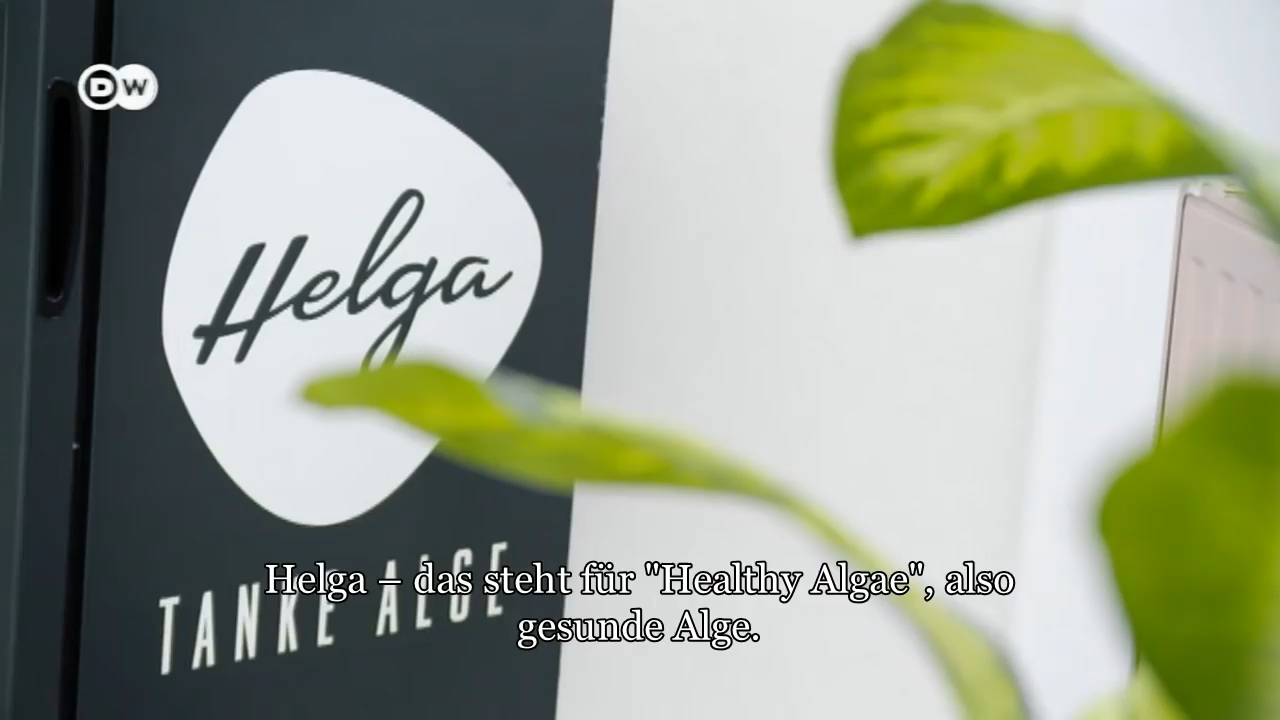 DW
Helga
TANKE ALGE
Helga – das steht für "Healthy Algae", also
gesunde Alge.